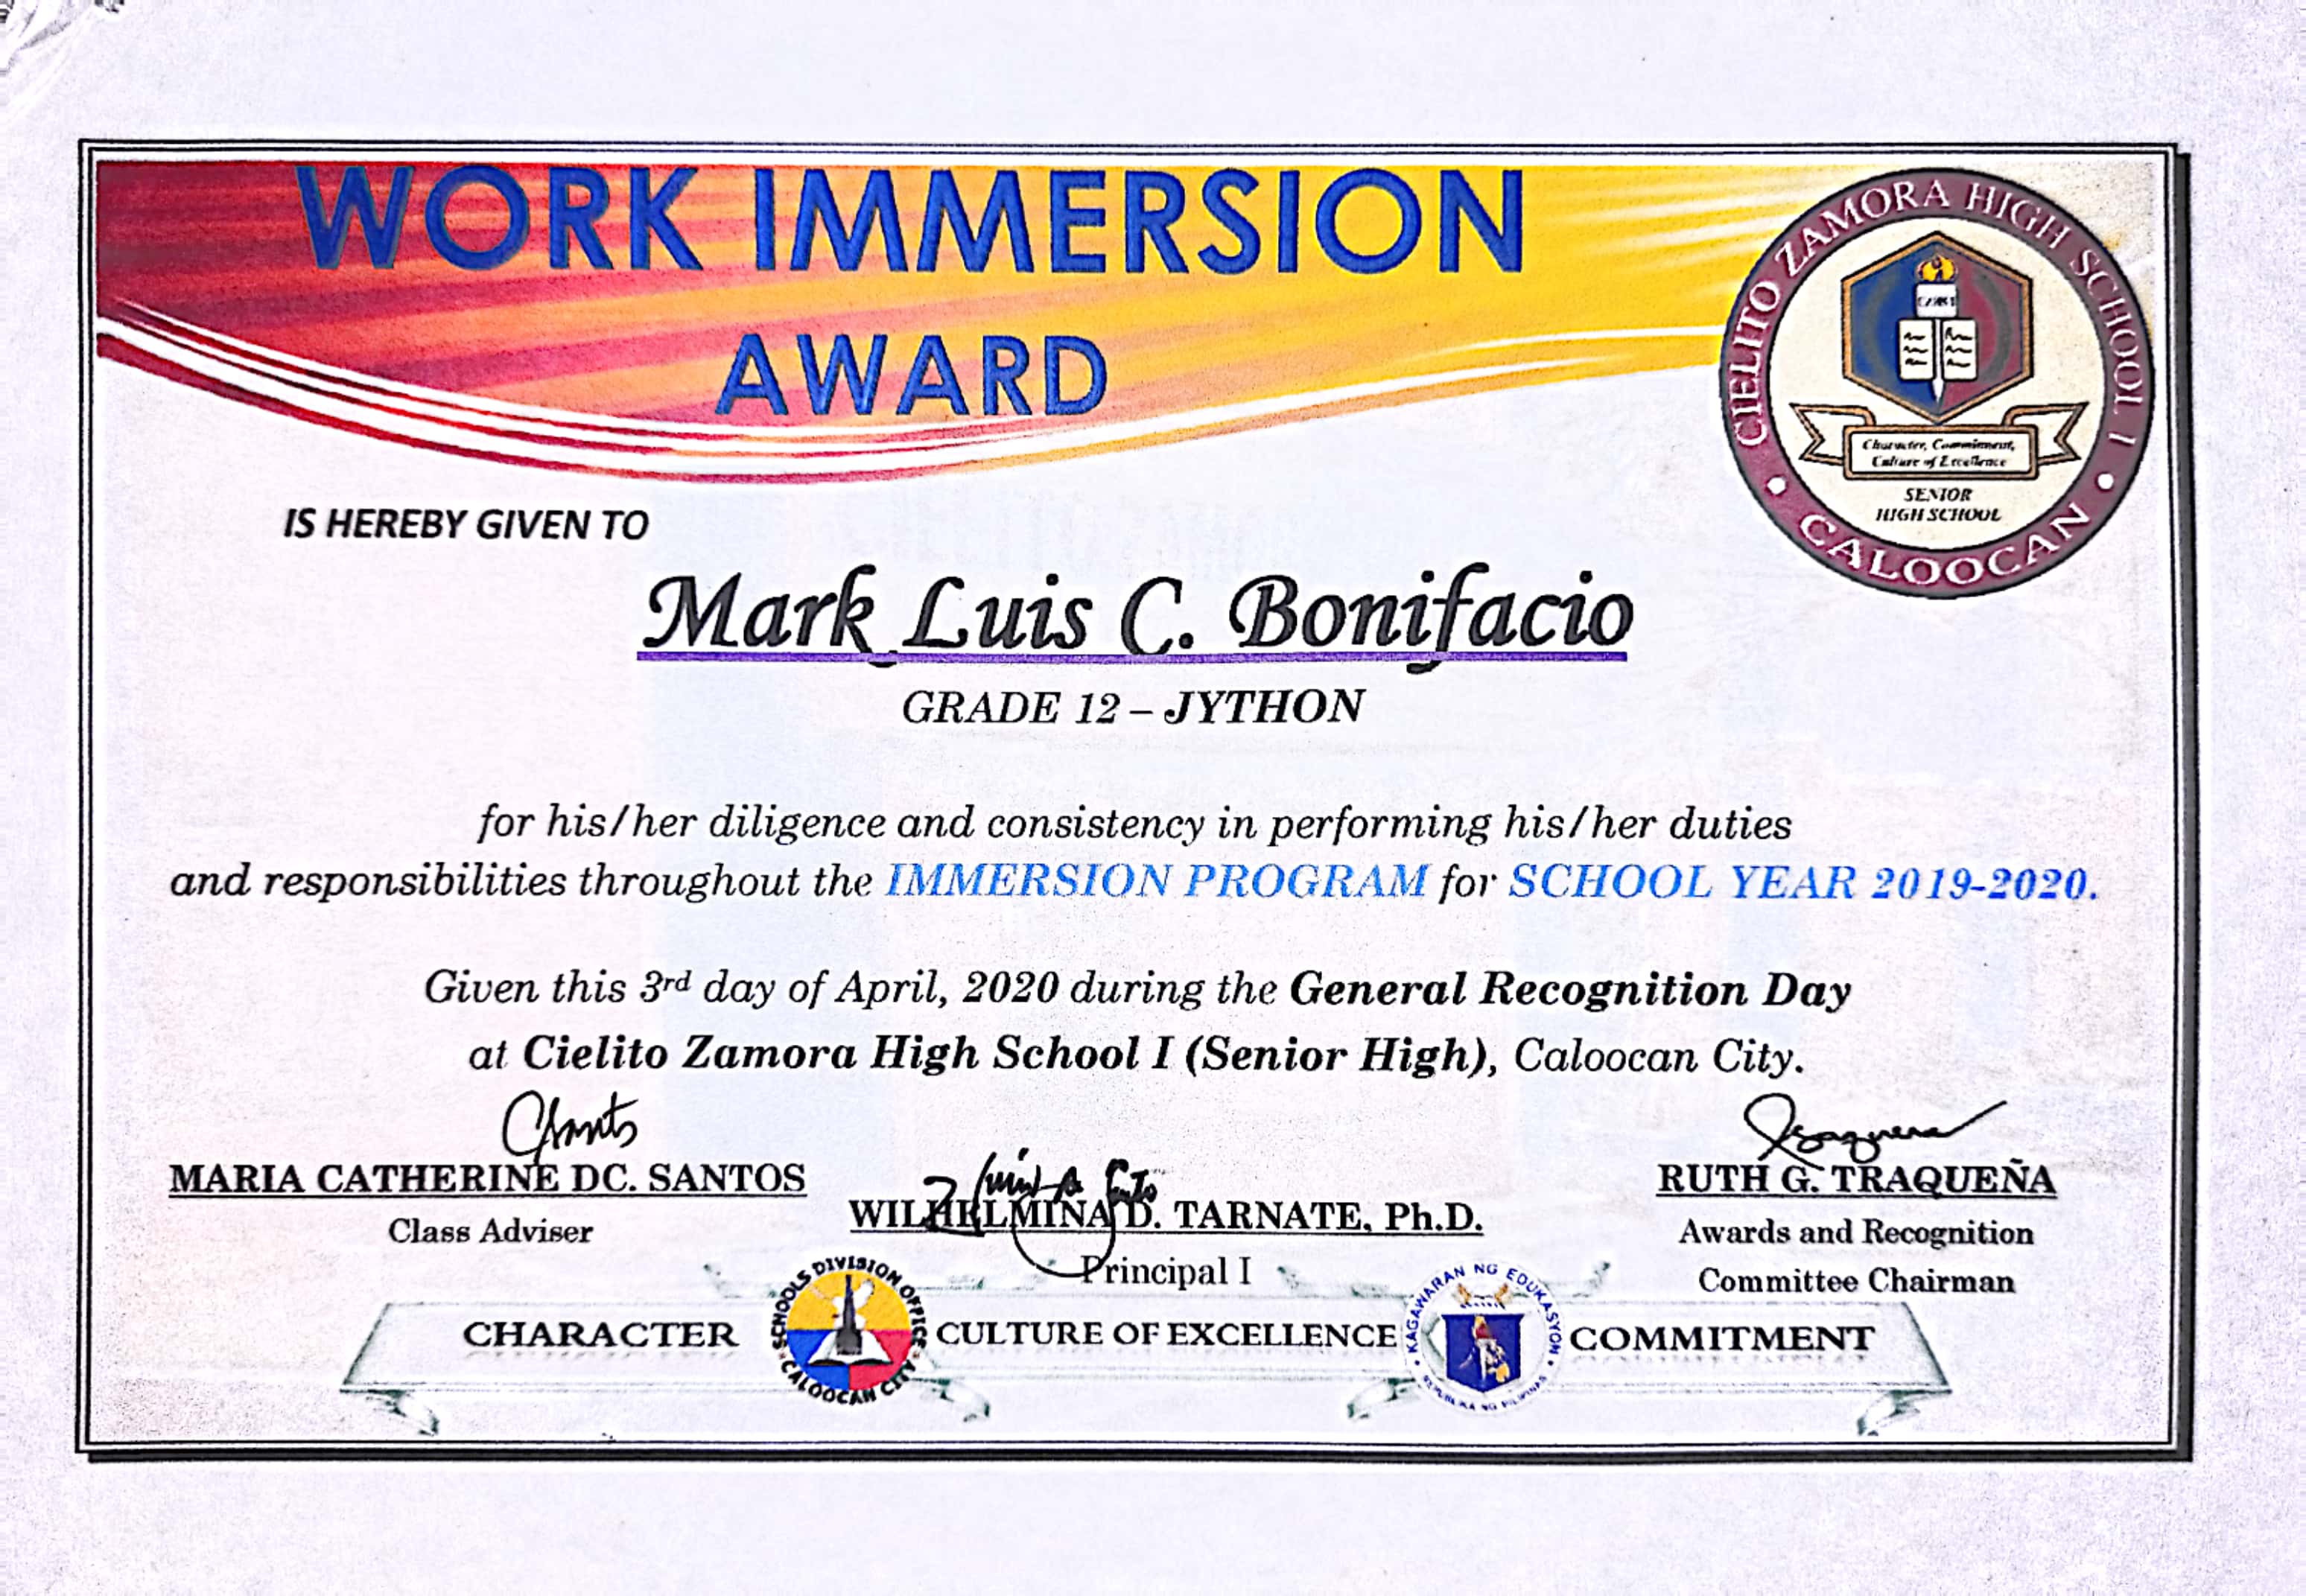 WORK IMMERSION
AWARD
CIELITO ZAMORA HIGH SCHOOL I
CALOOCAN
CZHS I
Character, Commitment,
Culture of Excellence
SENIOR
HIGH SCHOOL
IS HEREBY GIVEN TO
Mark Luis C. Bonifacio
GRADE 12 – JYTHON
for his/her diligence and consistency in performing his/her duties
and responsibilities throughout the IMMERSION PROGRAM for SCHOOL YEAR 2019-2020.
Given this 3rd day of April, 2020 during the General Recognition Day
at Cielito Zamora High School I (Senior High), Caloocan City.
MARIA CATHERINE DC. SANTOS
Class Adviser
WILHELMINA D. TARNATE, Ph.D.
Principal I
RUTH G. TRAQUEÑA
Awards and Recognition
Committee Chairman
CHARACTER
SCHOOLS DIVISION OFFICE
CALOOCAN CITY
CULTURE OF EXCELLENCE
KAGAWARAN NG EDUKASYON
REPUBLIKA NG PILIPINAS
COMMITMENT